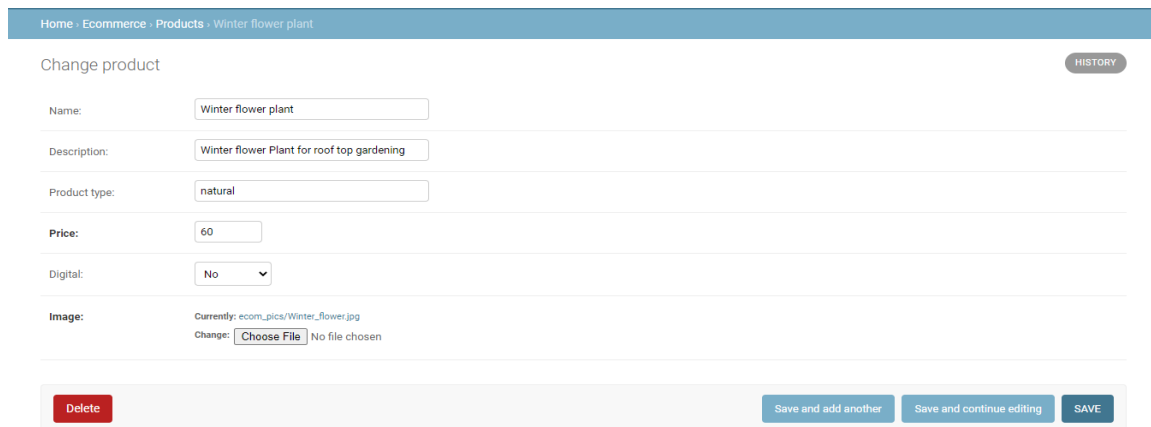 Home › Ecommerce › Products › Winter flower plant
Change product
HISTORY
Name: Winter flower plant
Description: Winter flower Plant for roof top gardening
Product type: natural
Price: 60
Digital: No
Image: Currently: ecom_pics/Winter_flower.jpg
Change: Choose File No file chosen
Delete Save and add another Save and continue editing SAVE